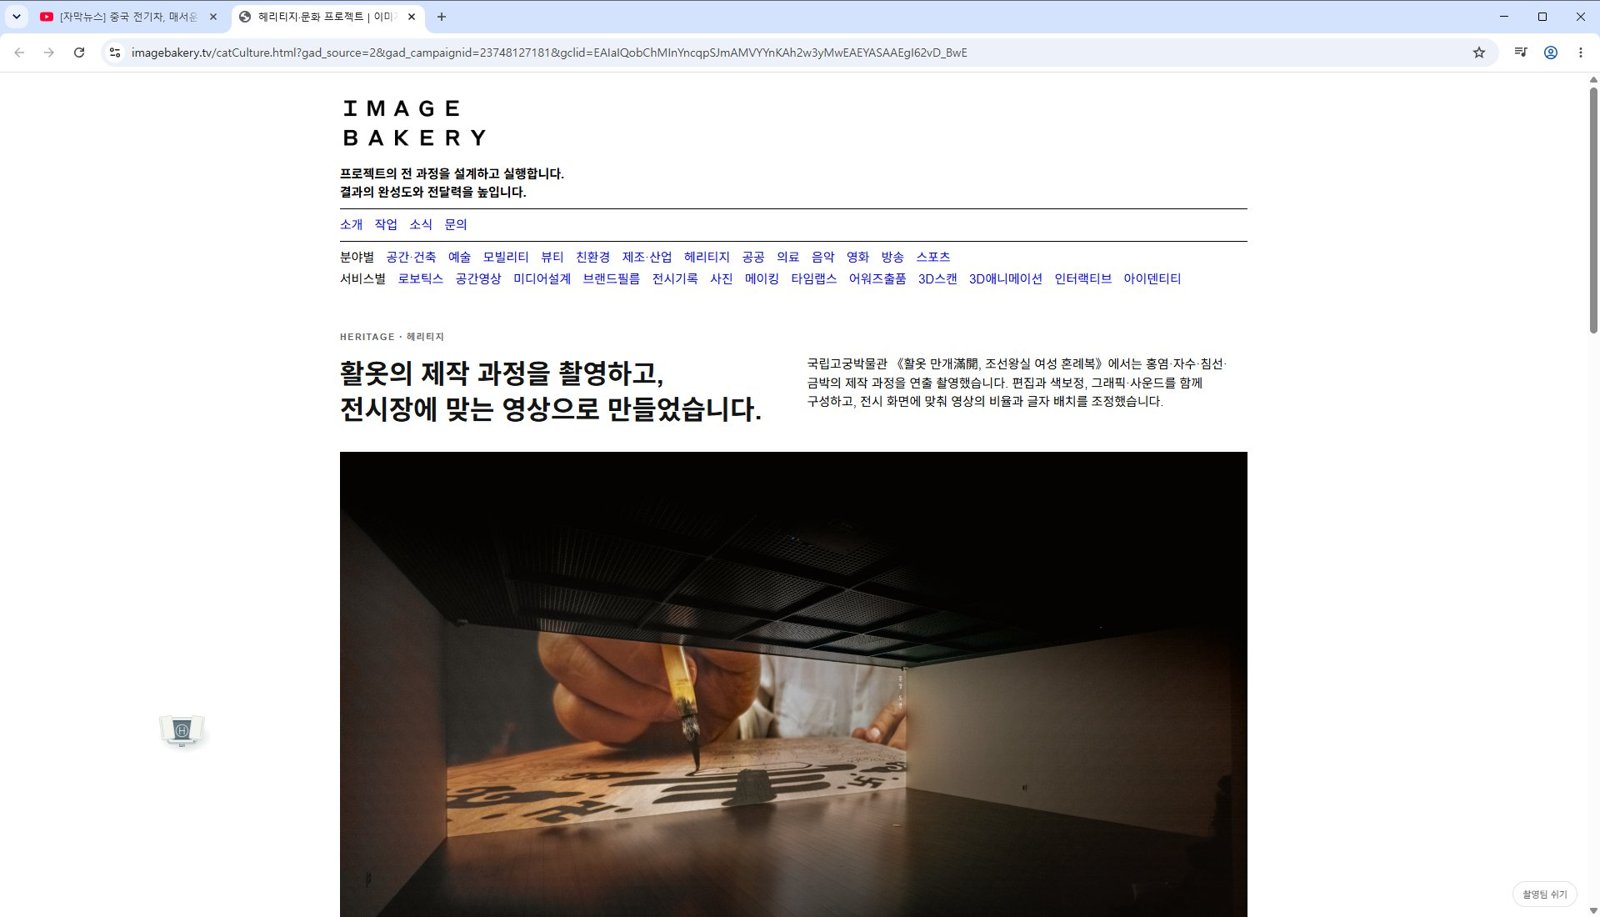 [자막뉴스] 중국 전기차, 매서운
헤리티지·문화 프로젝트 | 이미지
imagebakery.tv/catCulture.html?gad_source=2&gad_campaignid=23748127181&gclid=EAIaIQobChMInYncqpSJmAMVYYnKAh2w3yMwEAEYASAAEgI62vD_BwE
IMAGE
BAKERY
프로젝트의 전 과정을 설계하고 실행합니다.
결과의 완성도와 전달력을 높입니다.
소개 작업 소식 문의
분야별 공간·건축 예술 모빌리티 뷰티 친환경 제조·산업 헤리티지 공공 의료 음악 영화 방송 스포츠
서비스별 로보틱스 공간영상 미디어설계 브랜드필름 전시기록 사진 메이킹 타임랩스 어워즈출품 3D스캔 3D애니메이션 인터랙티브 아이덴티티
HERITAGE · 헤리티지
활옷의 제작 과정을 촬영하고,
전시장에 맞는 영상으로 만들었습니다.
국립고궁박물관 《활옷 만개滿開, 조선왕실 여성 혼례복》에서는 홍염·자수·침선·
금박의 제작 과정을 연출 촬영했습니다. 편집과 색보정, 그래픽·사운드를 함께
구성하고, 전시 화면에 맞춰 영상의 비율과 글자 배치를 조정했습니다.
H
촬영팀 쉬기